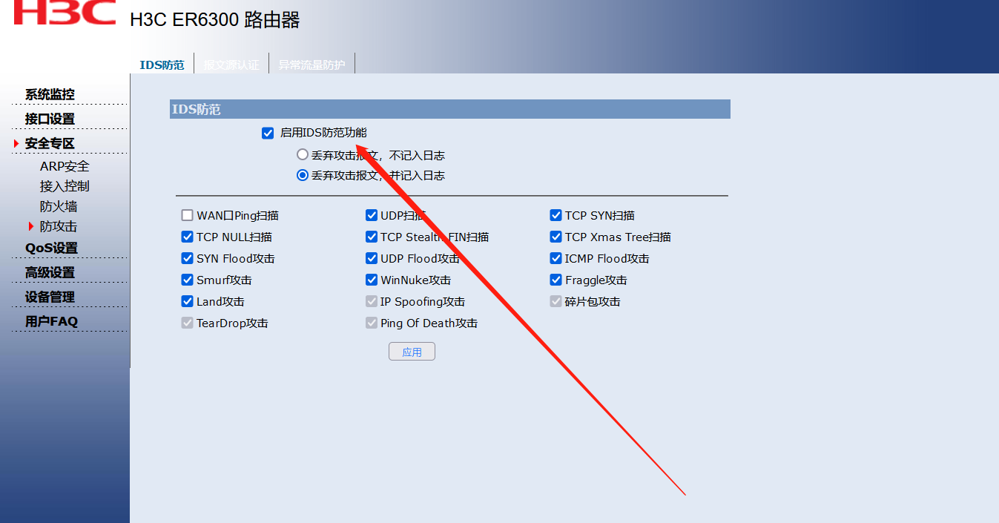 H3C H3C ER6300 路由器
IDS防范 报文源认证 异常流量防护
系统监控
接口设置
安全专区
ARP安全
接入控制
防火墙
防攻击
QoS设置
高级设置
设备管理
用户FAQ
IDS防范
启用IDS防范功能
丢弃攻击报文，不记入日志
丢弃攻击报文，并记入日志
WAN口Ping扫描 UDP扫描 TCP SYN扫描
TCP NULL扫描 TCP Stealth FIN扫描 TCP Xmas Tree扫描
SYN Flood攻击 UDP Flood攻击 ICMP Flood攻击
Smurf攻击 WinNuke攻击 Fraggle攻击
Land攻击 IP Spoofing攻击 碎片包攻击
TearDrop攻击 Ping Of Death攻击
应用